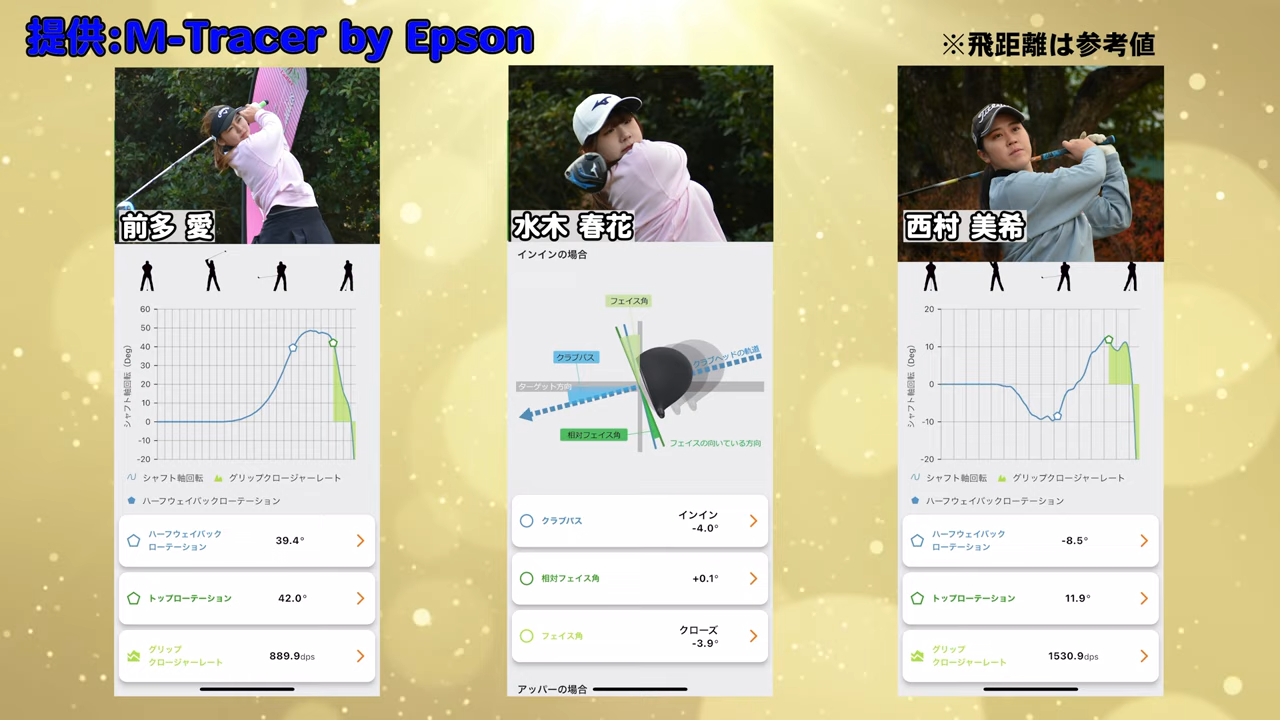 提供:M-Tracer by Epson
※飛距離は参考値
前多 愛
60
50
40
30
20
10
0
-10
-20
シャフト軸回転 (Deg)
シャフト軸回転
グリップクロージャーレート
ハーフウェイバックローテーション
ハーフウェイバック
ローテーション
39.4°
トップローテーション
42.0°
グリップ
クロージャーレート
889.9dps
水木 春花
インインの場合
フェイス角
クラブパス
クラブヘッドの軌道
ターゲット方向
相対フェイス角
フェイスの向いている方向
クラブパス
インイン
-4.0°
相対フェイス角
+0.1°
フェイス角
クローズ
-3.9°
アッパーの場合
Titleist
西村 美希
20
10
0
-10
-20
シャフト軸回転 (Deg)
シャフト軸回転
グリップクロージャーレート
ハーフウェイバックローテーション
ハーフウェイバック
ローテーション
-8.5°
トップローテーション
11.9°
グリップ
クロージャーレート
1530.9dps